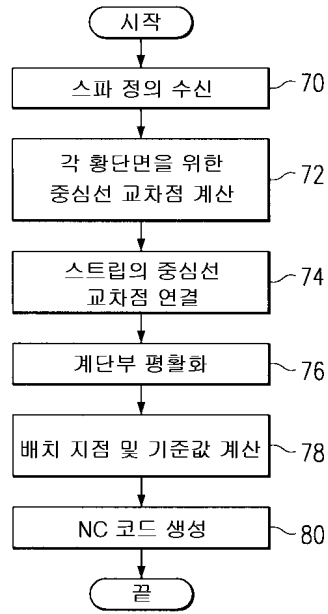 시작
스파 정의 수신
70
각 황단면을 위한
중심선 교차점 계산
72
스트립의 중심선
교차점 연결
74
계단부 평활화
76
배치 지점 및 기준값 계산
78
NC 코드 생성
80
끝